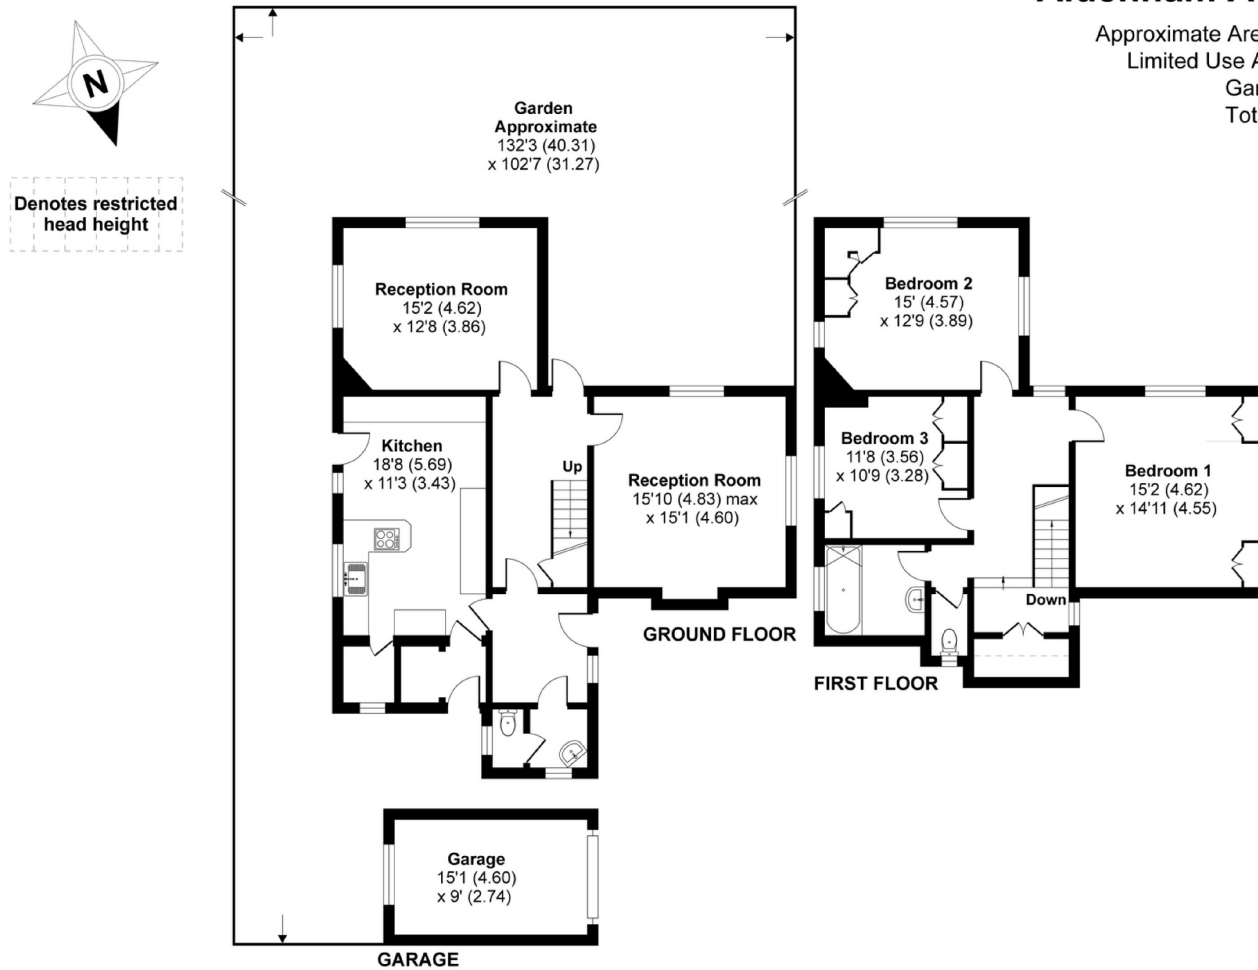 Approximate
Limited Use
N
Denotes restricted
head height
Garden
Approximate
132'3 (40.31)
x 102'7 (31.27)
Reception Room
15'2 (4.62)
x 12'8 (3.86)
Bedroom 2
15' (4.57)
x 12'9 (3.89)
Kitchen
18'8 (5.69)
x 11'3 (3.43)
Up
Reception Room
15'10 (4.83) max
x 15'1 (4.60)
Bedroom 3
11'8 (3.56)
x 10'9 (3.28)
Bedroom 1
15'2 (4.62)
x 14'11 (4.55)
Down
GROUND FLOOR
FIRST FLOOR
Garage
15'1 (4.60)
x 9' (2.74)
GARAGE